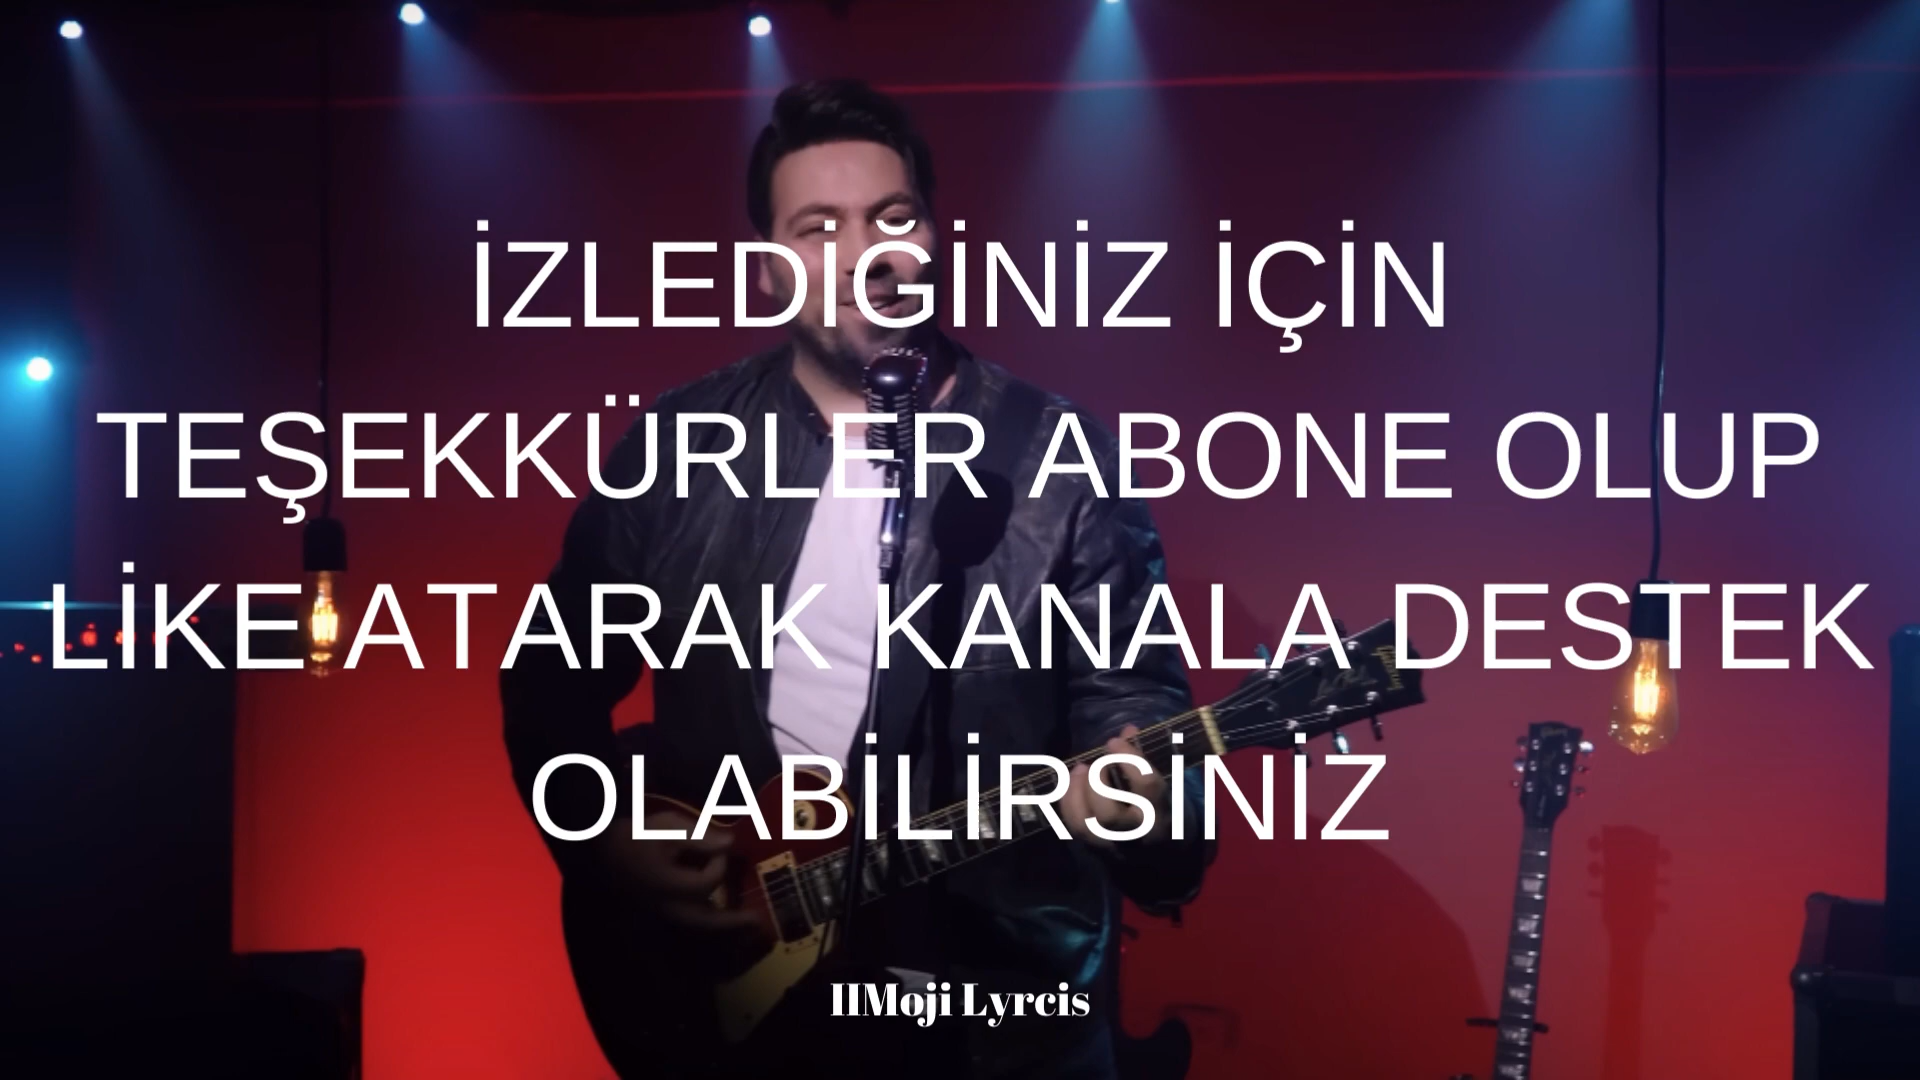 İZLEDİĞİNİZ İÇİN
TEŞEKKÜRLER ABONE OLUP
LİKE ATARAK KANALA DESTEK
OLABİLİRSİNİZ
IIMoji Lyrcis